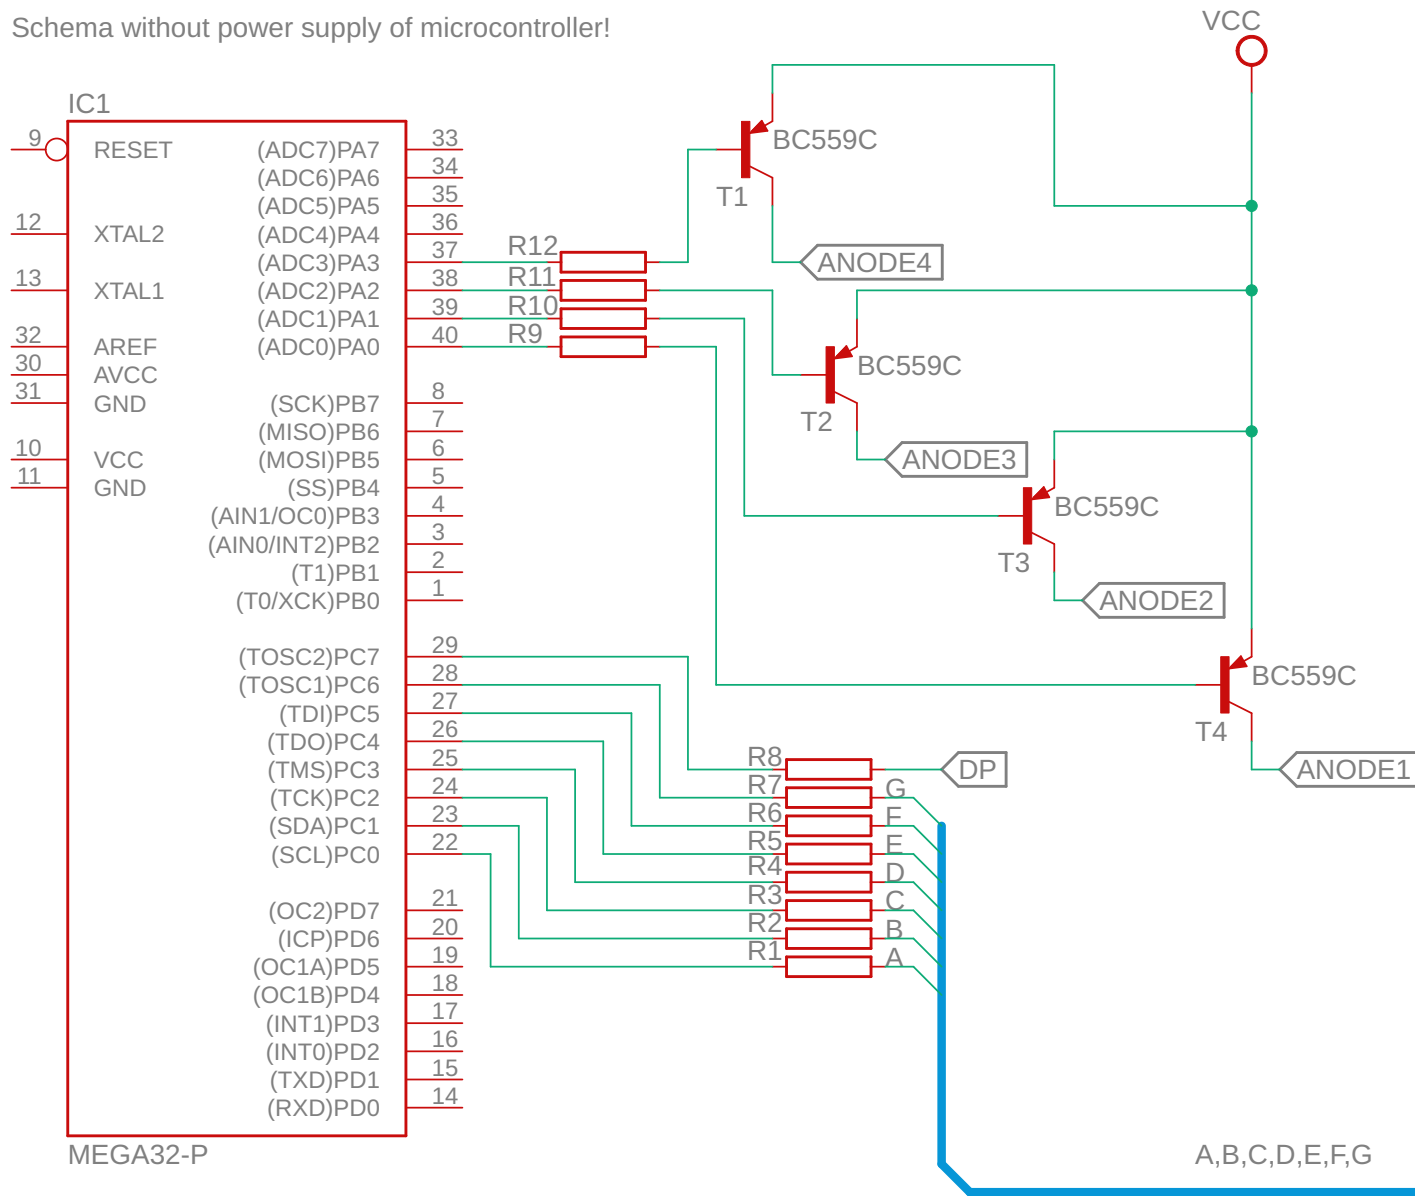 Schema without power supply of microcontroller!
VCC
IC1
9 RESET (ADC7)PA7 33
(ADC6)PA6 34
(ADC5)PA5 35
12 XTAL2 (ADC4)PA4 36
(ADC3)PA3 37
13 XTAL1 (ADC2)PA2 38
(ADC1)PA1 39
32 AREF (ADC0)PA0 40
30 AVCC
31 GND (SCK)PB7 8
(MISO)PB6 7
10 VCC (MOSI)PB5 6
11 GND (SS)PB4 5
(AIN1/OC0)PB3 4
(AIN0/INT2)PB2 3
(T1)PB1 2
(T0/XCK)PB0 1
(TOSC2)PC7 29
(TOSC1)PC6 28
(TDI)PC5 27
(TDO)PC4 26
(TMS)PC3 25
(TCK)PC2 24
(SDA)PC1 23
(SCL)PC0 22
(OC2)PD7 21
(ICP)PD6 20
(OC1A)PD5 19
(OC1B)PD4 18
(INT1)PD3 17
(INT0)PD2 16
(TXD)PD1 15
(RXD)PD0 14
MEGA32-P
R12
R11
R10
R9
BC559C
T1
ANODE4
BC559C
T2
ANODE3
BC559C
T3
ANODE2
BC559C
T4
ANODE1
R8 DP
R7 G
R6 F
R5 E
R4 D
R3 C
R2 B
R1 A
A,B,C,D,E,F,G